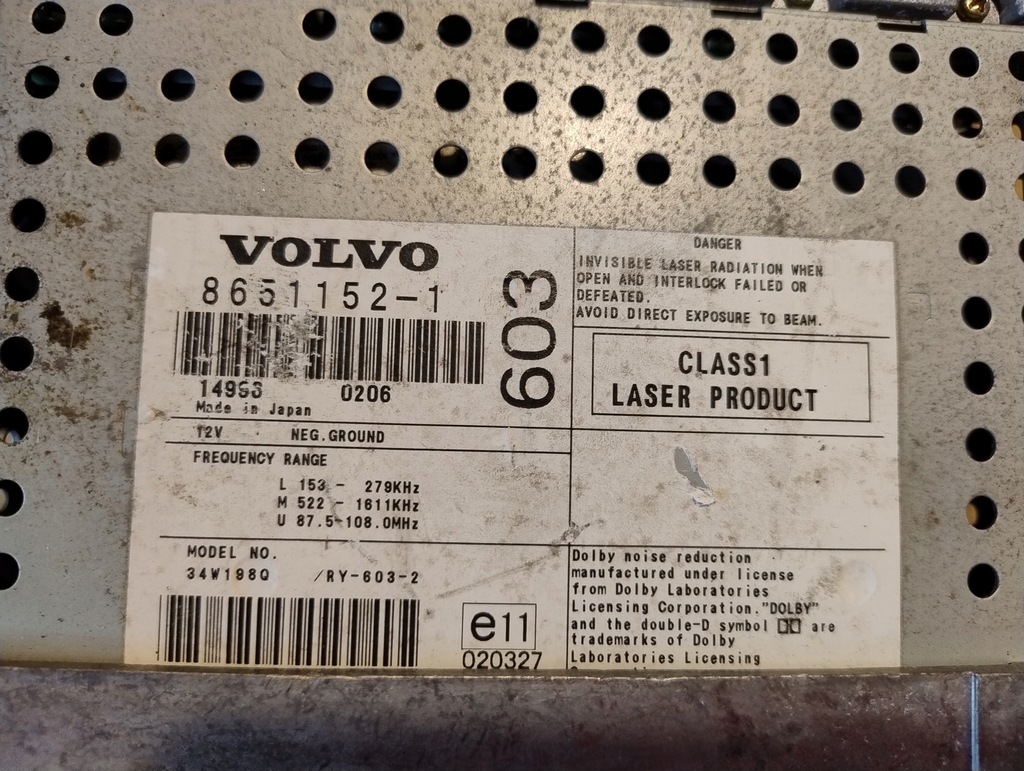 VOLVO
8651152-1
603
14993 0206
Made in Japan
12V NEG.GROUND
FREQUENCY RANGE
L 153 - 279KHz
M 522 - 1611KHz
U 87.5-108.0MHz
MODEL NO.
34W198Q /RY-603-2
e11
020327
DANGER
INVISIBLE LASER RADIATION WHEN
OPEN AND INTERLOCK FAILED OR
DEFEATED.
AVOID DIRECT EXPOSURE TO BEAM.
CLASS1
LASER PRODUCT
Dolby noise reduction
manufactured under license
from Dolby Laboratories
Licensing Corporation."DOLBY"
and the double-D symbol are
trademarks of Dolby
Laboratories Licensing